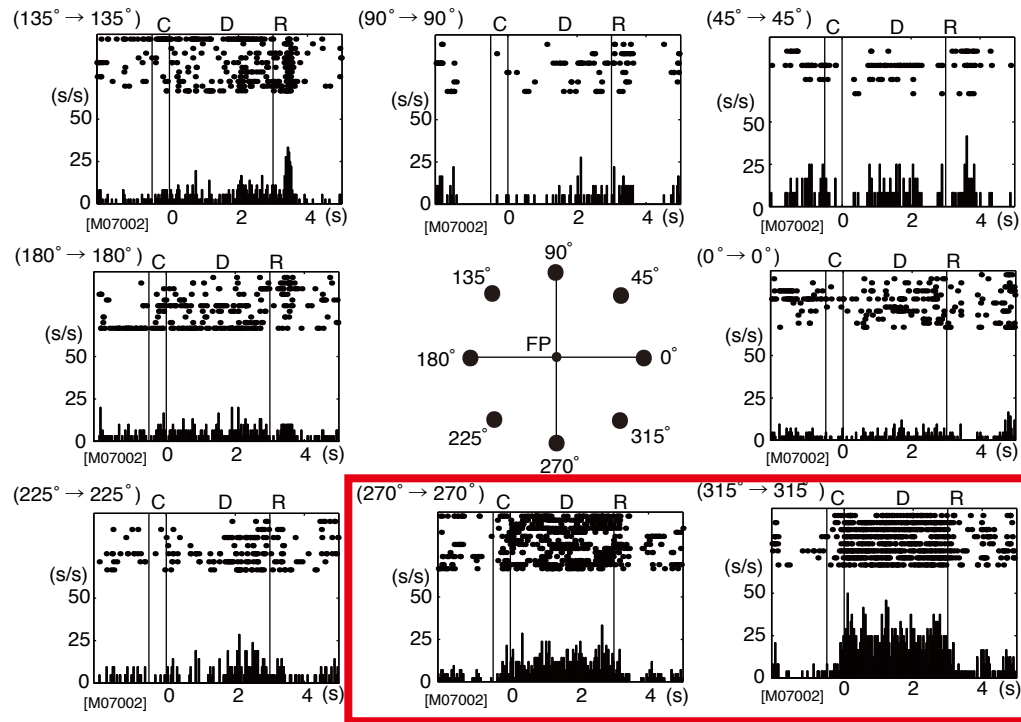 (135° → 135°)
C D R
(s/s)
50
25
0
0 2 4 (s)
[M07002]
(90° → 90°)
C D R
50
25
0
0 2 4 (s)
[M07002]
(45° → 45°)
C D R
(s/s)
50
25
0
0 2 4 (s)
[M07002]
(180° → 180°)
C D R
(s/s)
50
25
0
0 2 4 (s)
[M07002]
90°
135° 45°
FP
180° 0°
225° 315°
270°
(0° → 0°)
C D R
(s/s)
50
25
0
0 2 4 (s)
[M07002]
(225° → 225°)
C D R
(s/s)
50
25
0
0 2 4 (s)
[M07002]
(270° → 270°)
C D R
(s/s)
50
25
0
0 2 4 (s)
[M07002]
(315° → 315°)
C D R
(s/s)
50
25
0
0 2 4 (s)
[M07002]